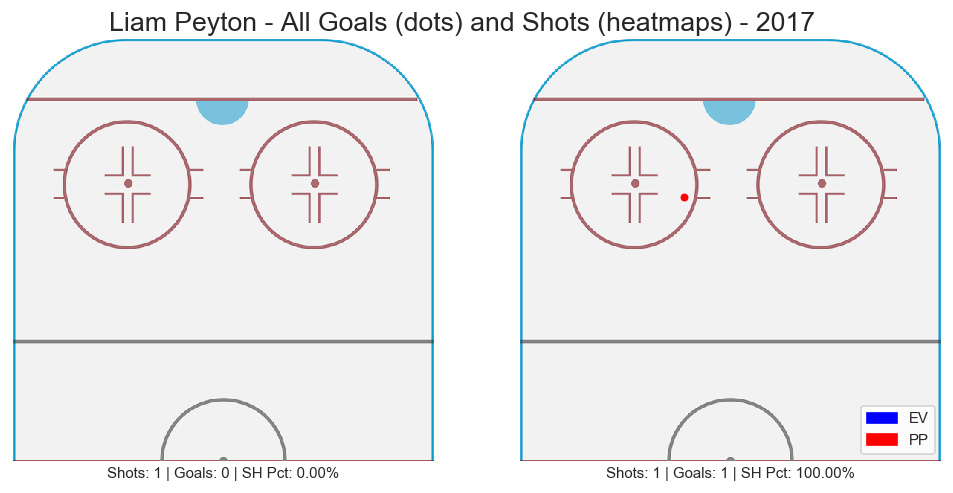 Liam Peyton - All Goals (dots) and Shots (heatmaps) - 2017
EV
PP
Shots: 1 | Goals: 0 | SH Pct: 0.00%
Shots: 1 | Goals: 1 | SH Pct: 100.00%